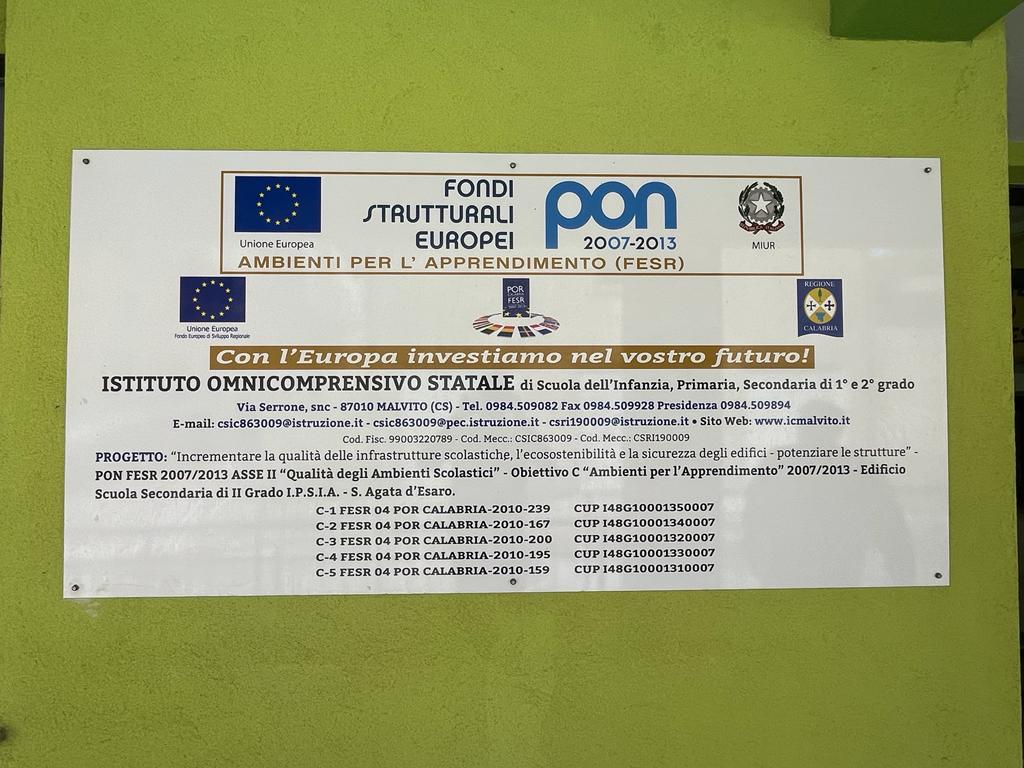 FONDI
STRUTTURALI
EUROPEI
pon
2007-2013
Unione Europea
MIUR
AMBIENTI PER L' APPRENDIMENTO (FESR)
Unione Europea
Fondo Europeo di Sviluppo Regionale
POR
CALABRIA
FESR
REGIONE
CALABRIA
Con l'Europa investiamo nel vostro futuro!
ISTITUTO OMNICOMPRENSIVO STATALE di Scuola dell'Infanzia, Primaria, Secondaria di 1° e 2° grado
Via Serrone, snc - 87010 MALVITO (CS) - Tel. 0984.509082 Fax 0984.509928 Presidenza 0984.509894
E-mail: csic863009@istruzione.it - csic863009@pec.istruzione.it - csri190009@istruzione.it • Sito Web: www.icmalvito.it
Cod. Fisc. 99003220789 - Cod. Mecc.: CSIC863009 - Cod. Mecc.: CSRI190009
PROGETTO: “Incrementare la qualità delle infrastrutture scolastiche, l’ecosostenibilità e la sicurezza degli edifici - potenziare le strutture” -
PON FESR 2007/2013 ASSE II “Qualità degli Ambienti Scolastici” - Obiettivo C “Ambienti per l’Apprendimento” 2007/2013 - Edificio
Scuola Secondaria di II Grado I.P.S.I.A. - S. Agata d’Esaro.
C-1 FESR 04 POR CALABRIA-2010-239 CUP I48G10001350007
C-2 FESR 04 POR CALABRIA-2010-167 CUP I48G10001340007
C-3 FESR 04 POR CALABRIA-2010-200 CUP I48G10001320007
C-4 FESR 04 POR CALABRIA-2010-195 CUP I48G10001330007
C-5 FESR 04 POR CALABRIA-2010-159 CUP I48G10001310007